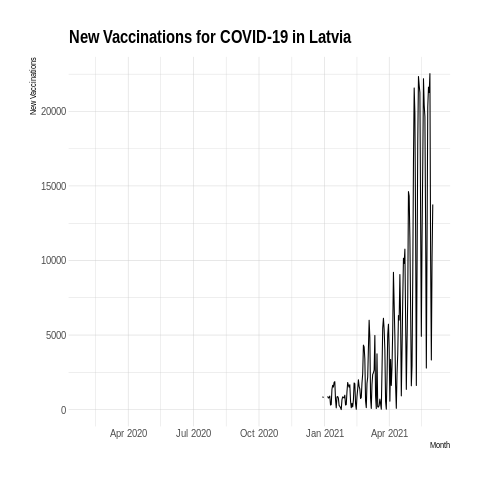 New Vaccinations for COVID-19 in Latvia
New Vaccinations
20000
15000
10000
5000
0
Apr 2020 Jul 2020 Oct 2020 Jan 2021 Apr 2021
Month